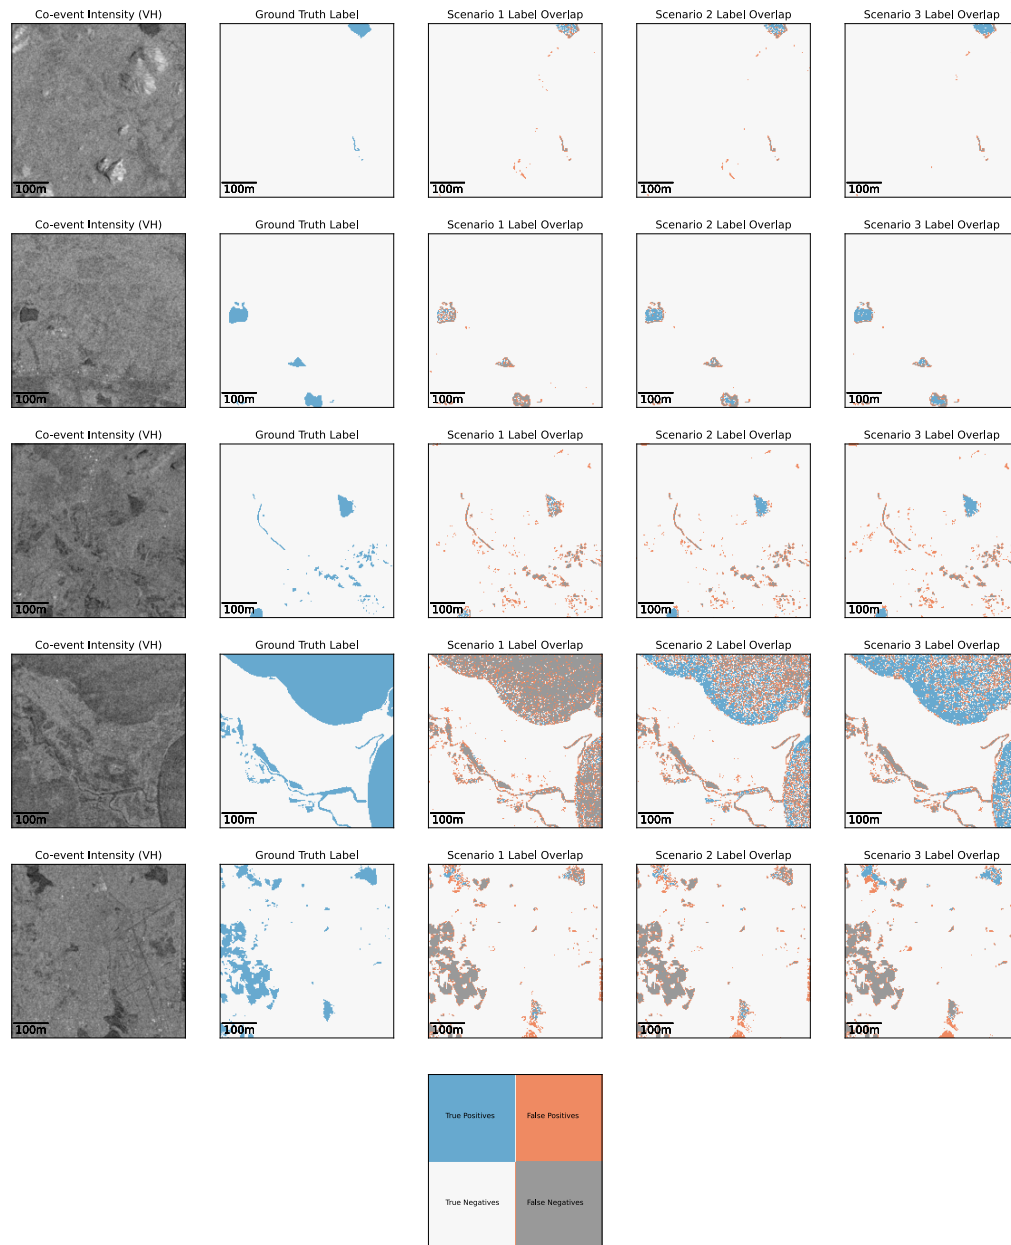 Co-event Intensity (VH) Ground Truth Label Scenario 1 Label Overlap Scenario 2 Label Overlap Scenario 3 Label Overlap
100m 100m 100m 100m 100m
Co-event Intensity (VH) Ground Truth Label Scenario 1 Label Overlap Scenario 2 Label Overlap Scenario 3 Label Overlap
100m 100m 100m 100m 100m
Co-event Intensity (VH) Ground Truth Label Scenario 1 Label Overlap Scenario 2 Label Overlap Scenario 3 Label Overlap
100m 100m 100m 100m 100m
Co-event Intensity (VH) Ground Truth Label Scenario 1 Label Overlap Scenario 2 Label Overlap Scenario 3 Label Overlap
100m 100m 100m 100m 100m
Co-event Intensity (VH) Ground Truth Label Scenario 1 Label Overlap Scenario 2 Label Overlap Scenario 3 Label Overlap
100m 100m 100m 100m 100m
True Positives False Positives
True Negatives False Negatives